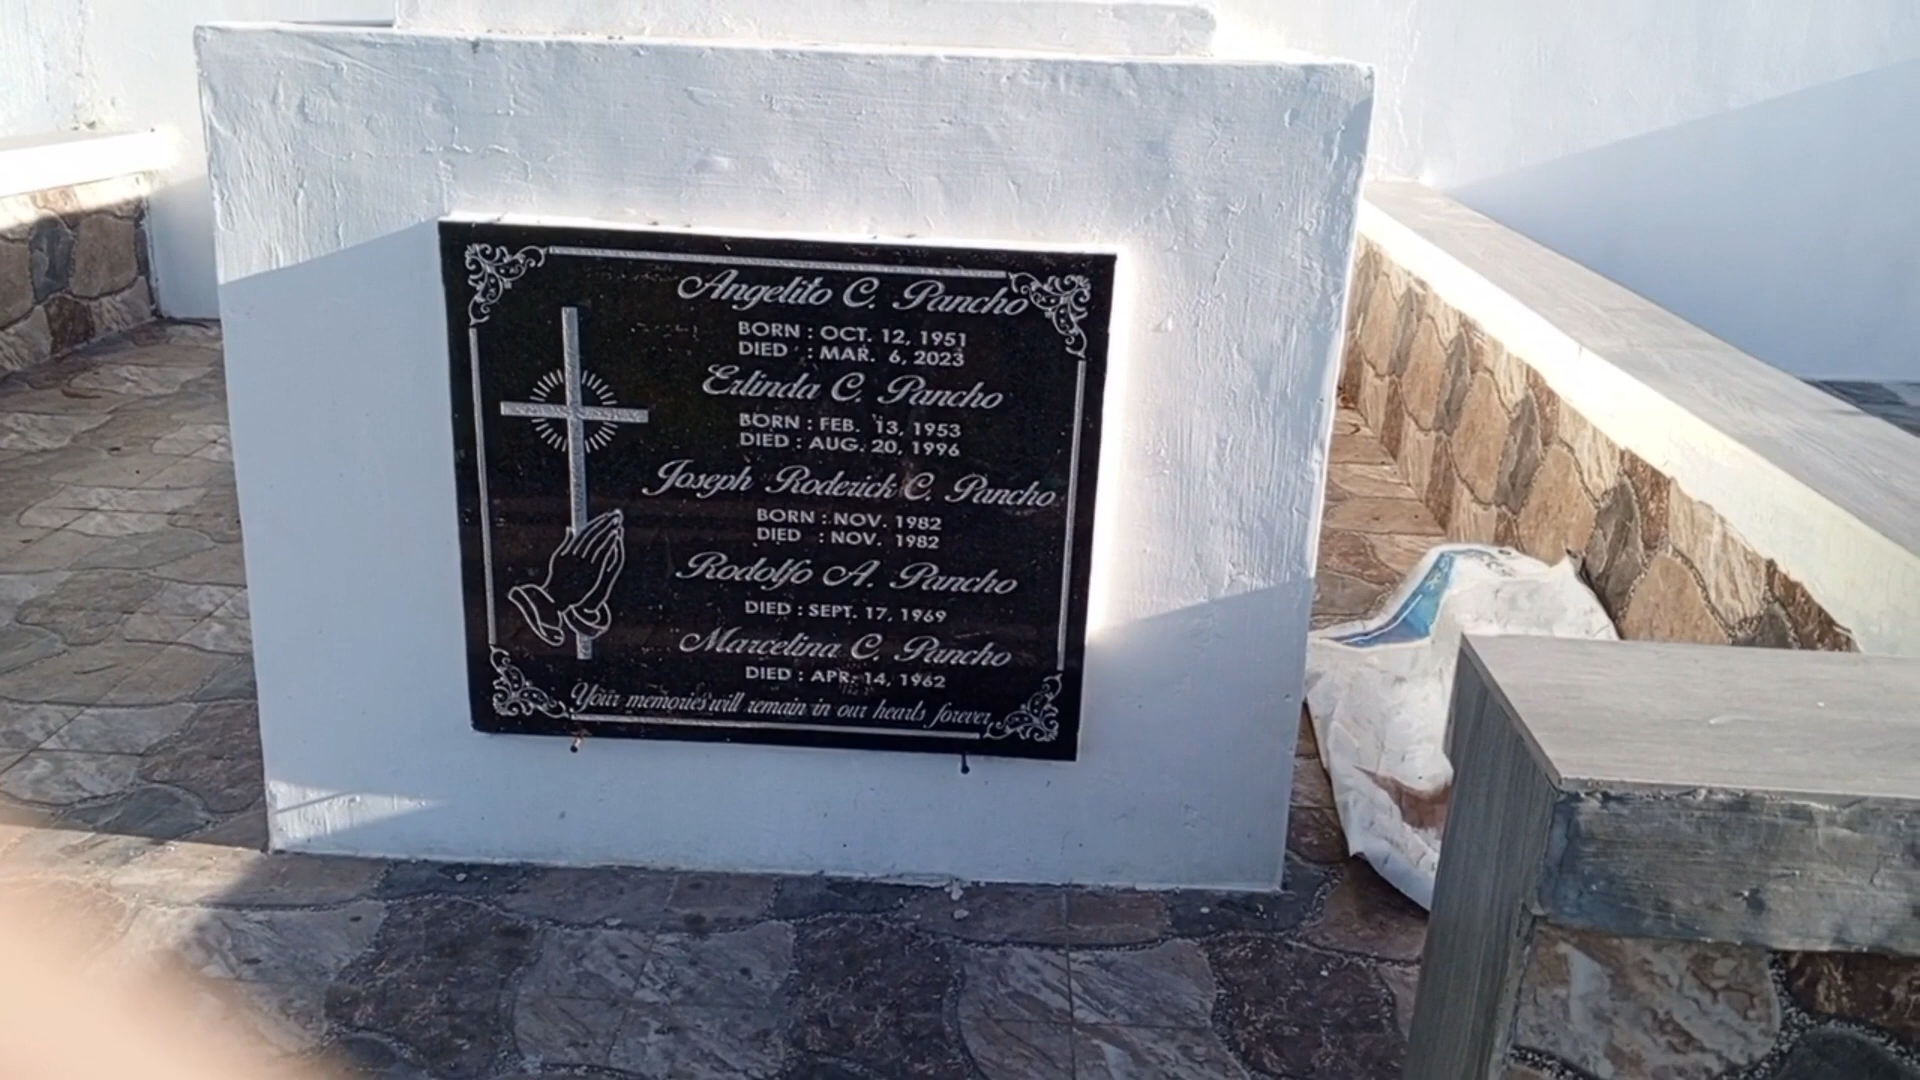 Angelito C. Pancho
BORN : OCT. 12, 1951
DIED : MAR. 6, 2023
Erlinda C. Pancho
BORN : FEB. 13, 1953
DIED : AUG. 20, 1996
Joseph Roderick C. Pancho
BORN : NOV. 1982
DIED : NOV. 1982
Rodolfo A. Pancho
DIED : SEPT. 17, 1969
Marcelina C. Pancho
DIED : APR. 14, 1962
Your memories will remain in our hearts forever